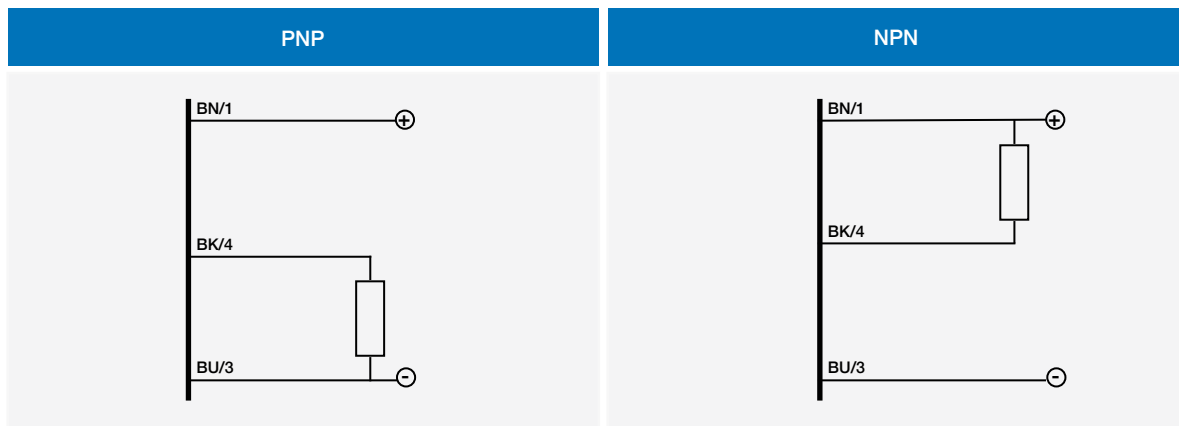 PNP
NPN
BN/1
+
BK/4
BU/3
-
BN/1
+
BK/4
BU/3
-